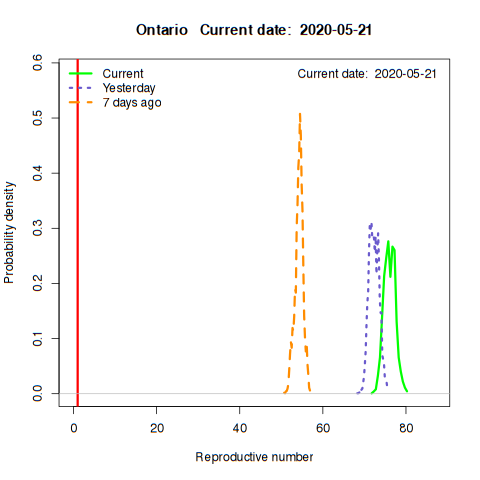 Ontario   Current date:  2020-05-21
Current
Yesterday
7 days ago
Current date:  2020-05-21
Probability density
0.6
0.5
0.4
0.3
0.2
0.1
0.0
0 20 40 60 80
Reproductive number